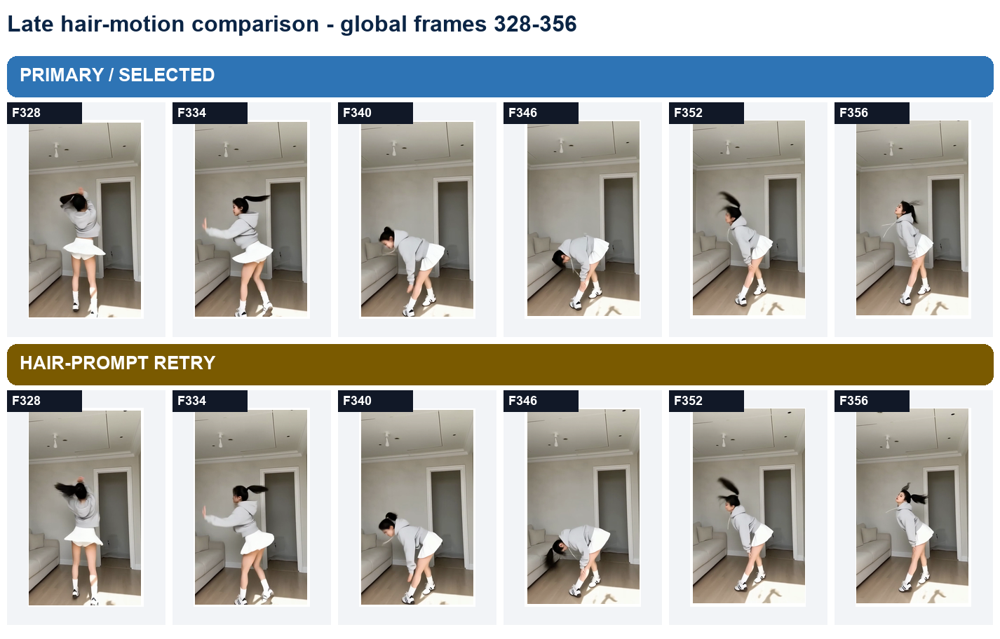 Late hair-motion comparison - global frames 328-356
PRIMARY / SELECTED
F328 F334 F340 F346 F352 F356
HAIR-PROMPT RETRY
F328 F334 F340 F346 F352 F356